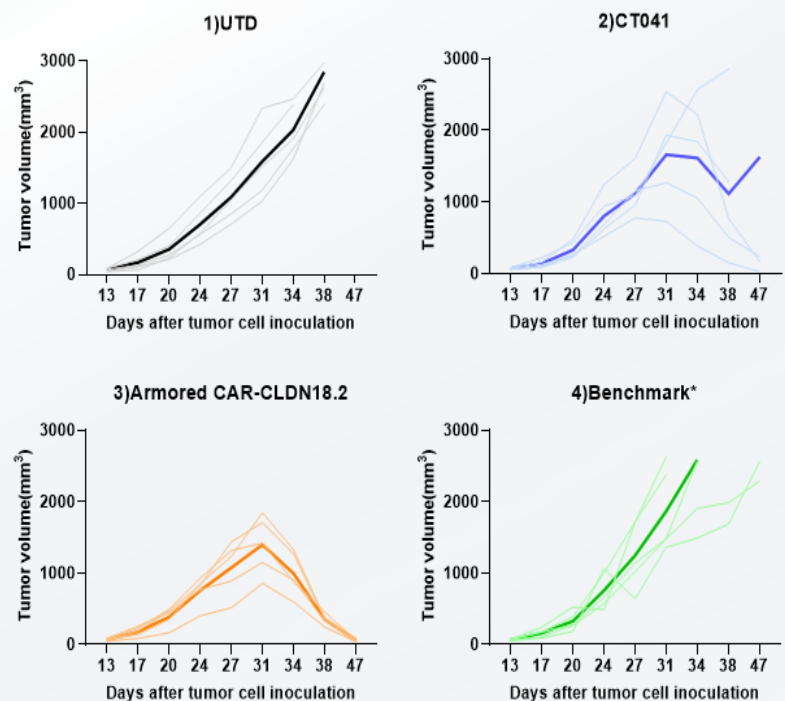 1)UTD
Tumor volume(mm³)
3000
2000
1000
0
13 17 20 24 27 31 34 38 47
Days after tumor cell inoculation
2)CT041
Tumor volume(mm³)
3000
2000
1000
0
13 17 20 24 27 31 34 38 47
Days after tumor cell inoculation
3)Armored CAR-CLDN18.2
Tumor volume(mm³)
3000
2000
1000
0
13 17 20 24 27 31 34 38 47
Days after tumor cell inoculation
4)Benchmark*
Tumor volume(mm³)
3000
2000
1000
0
13 17 20 24 27 31 34 38 47
Days after tumor cell inoculation